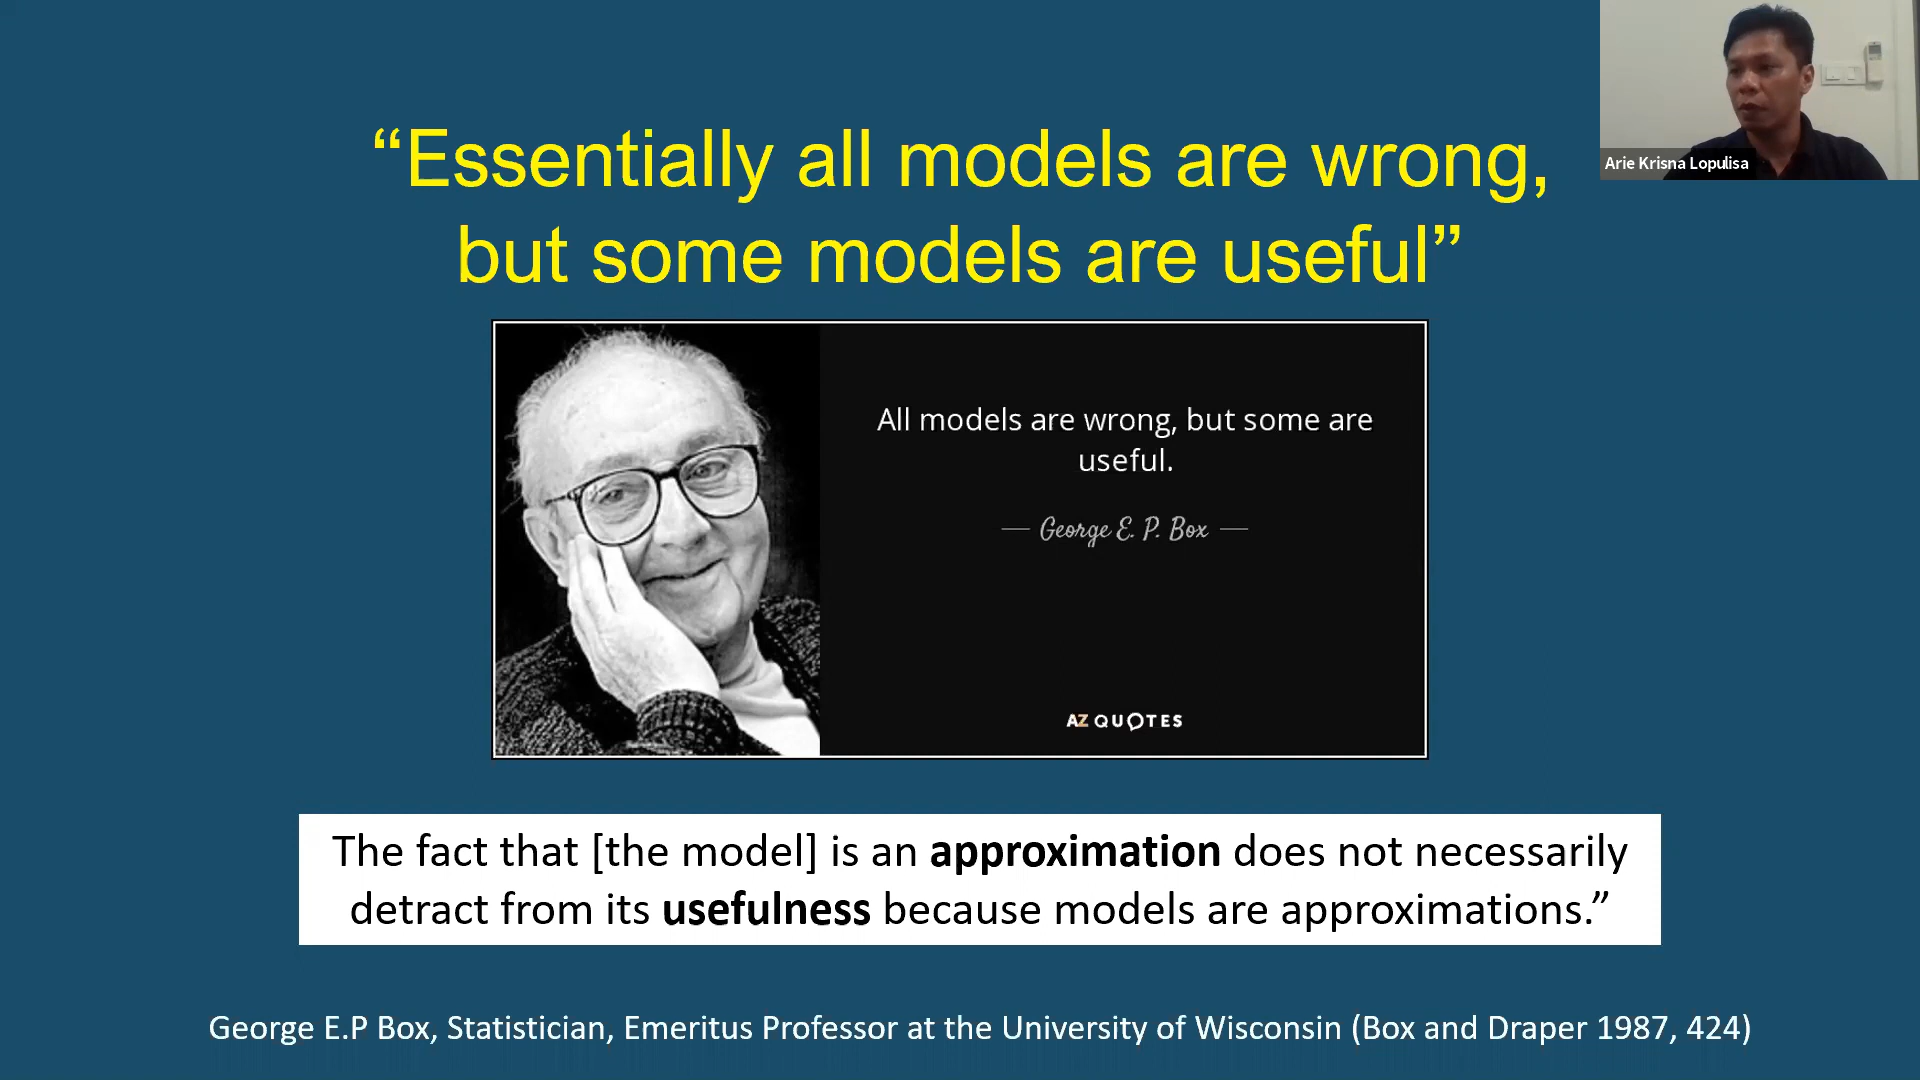 “Essentially all models are wrong,
but some models are useful”
Arie Krisna Lopulisa
All models are wrong, but some are
useful.
— George E. P. Box —
AZ QUOTES
The fact that [the model] is an approximation does not necessarily
detract from its usefulness because models are approximations.”
George E.P Box, Statistician, Emeritus Professor at the University of Wisconsin (Box and Draper 1987, 424)